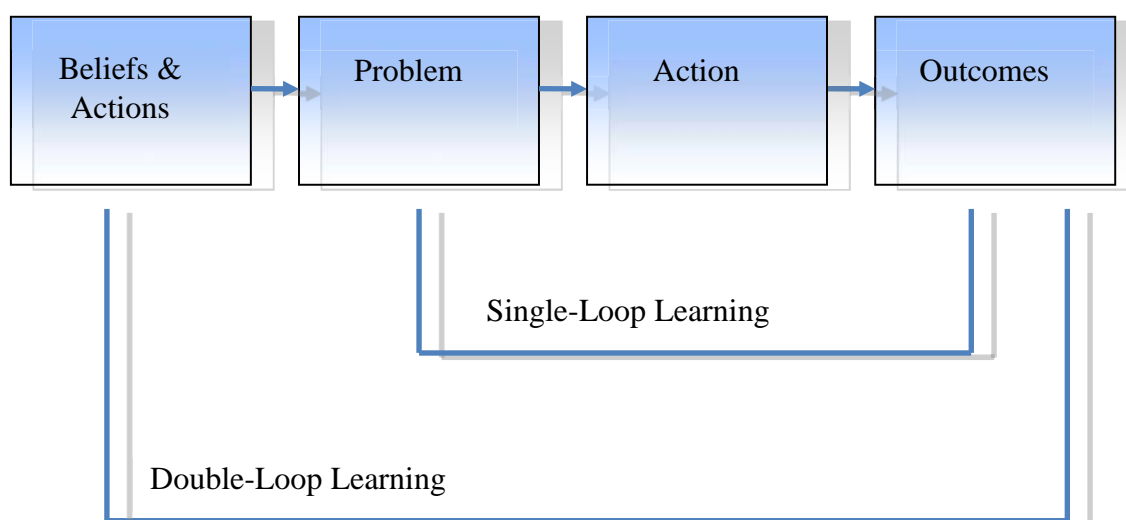 Beliefs &
Actions
Problem
Action
Outcomes
Single-Loop Learning
Double-Loop Learning